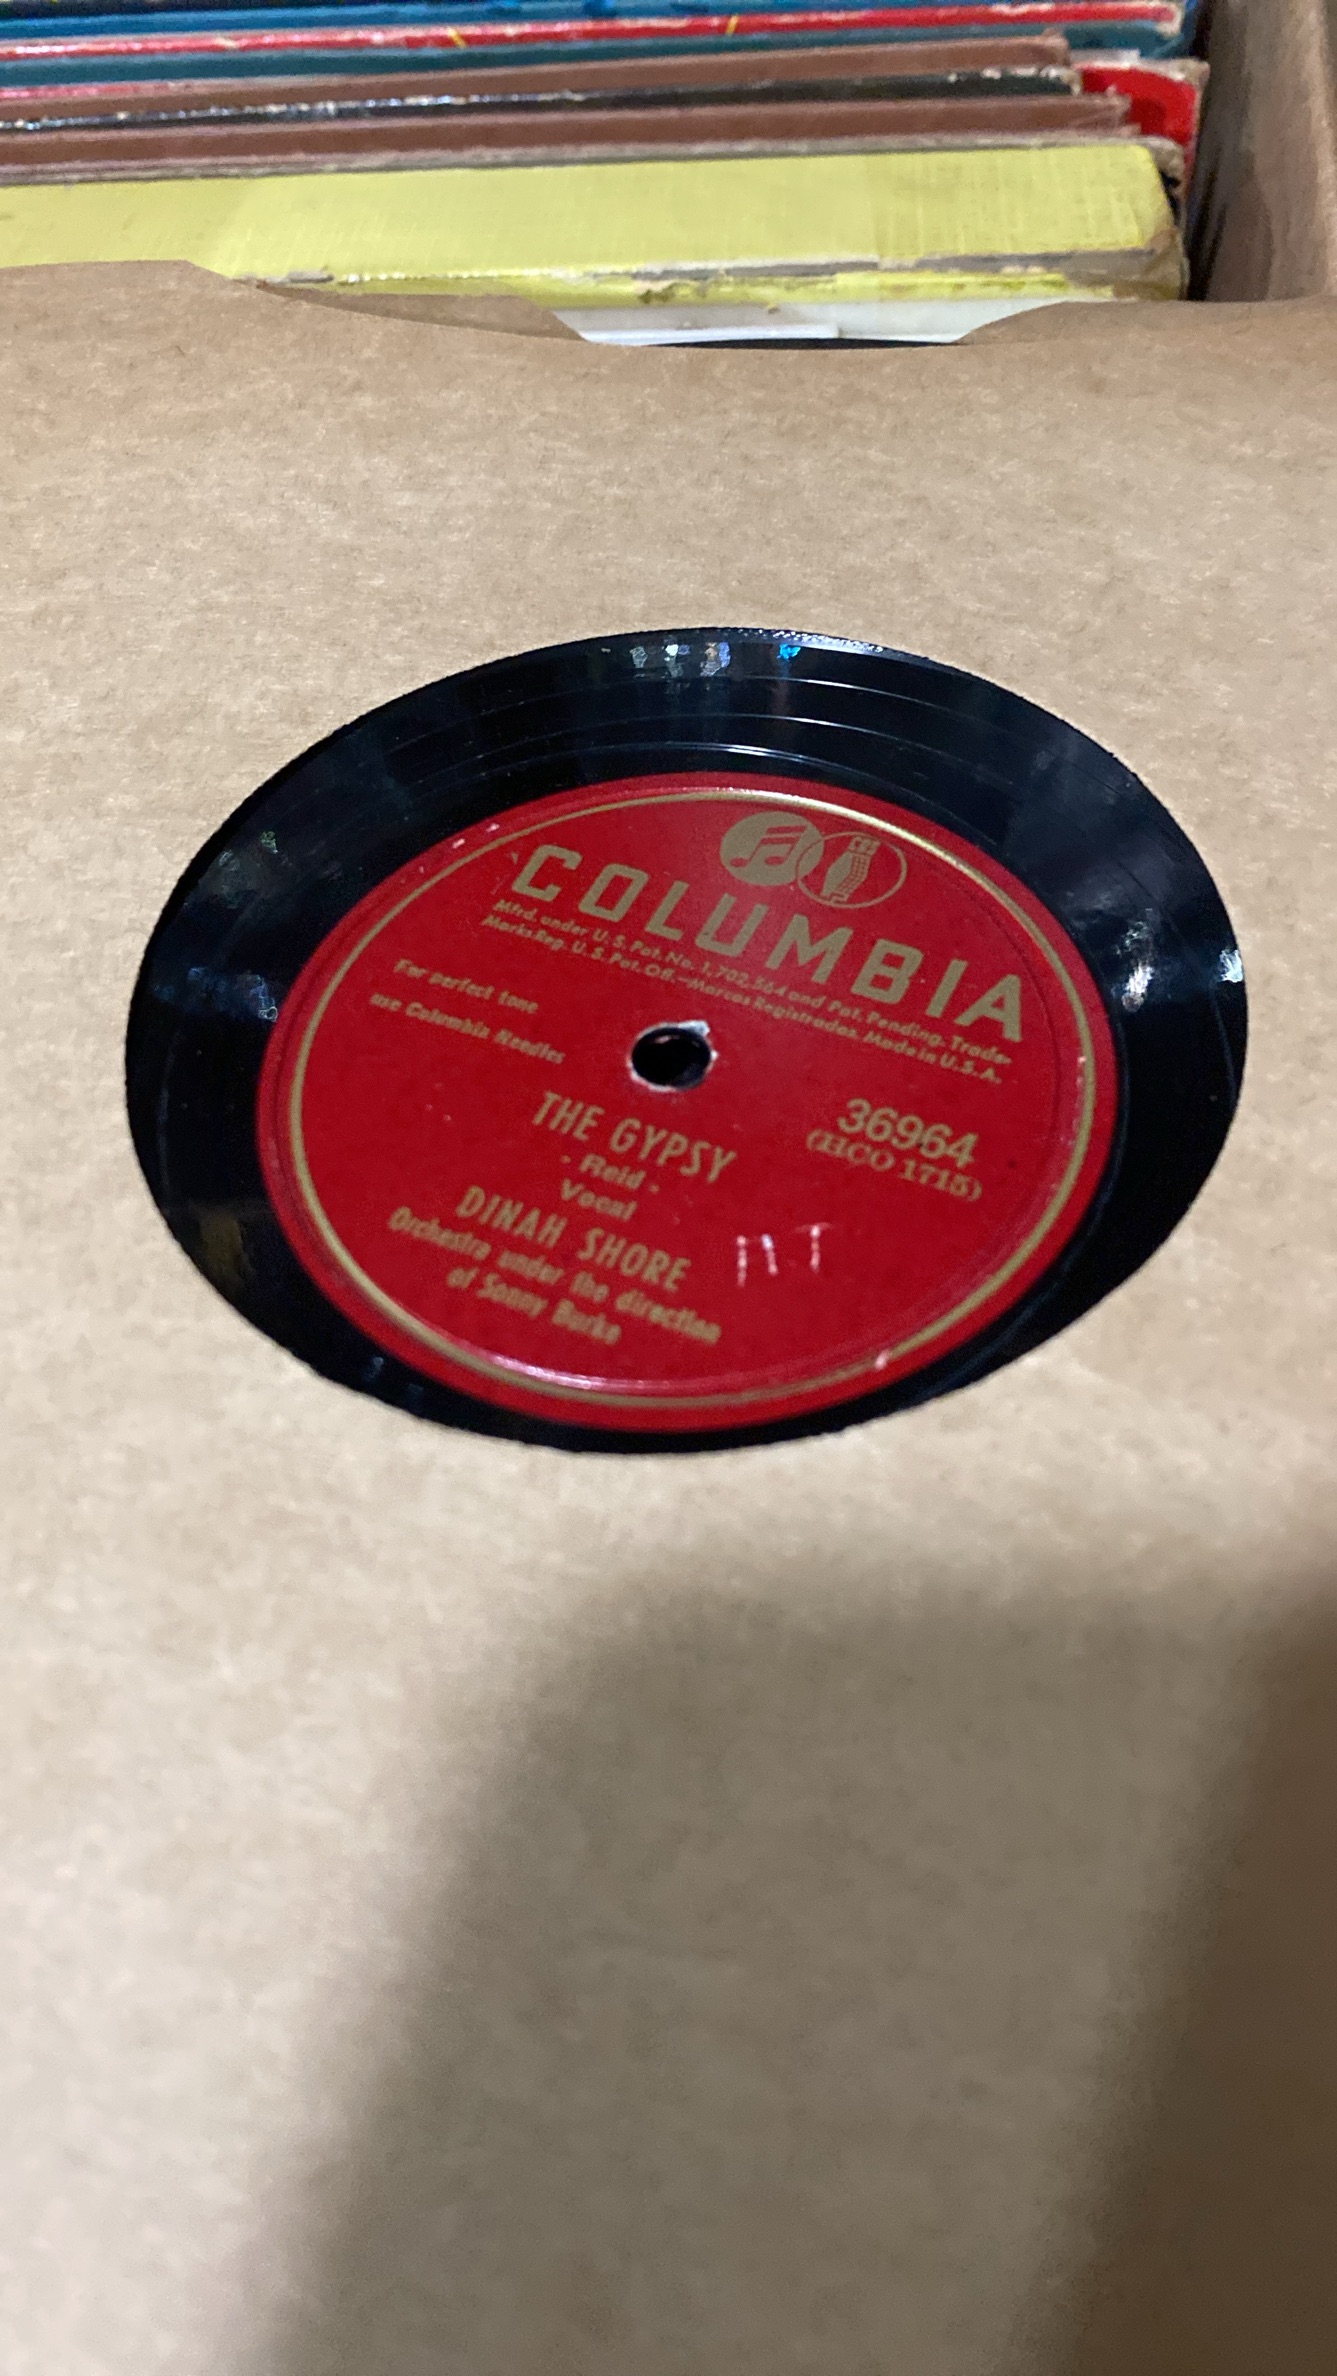 COLUMBIA
Mfrd. under U.S. Pat. No. 1,702,564 and Pat. Pending. Trade-
Marks Reg. U.S. Pat. Off.—Marcas Registradas. Made in U.S.A.
For perfect tone
use Columbia Needles
36964
(HCO 1715)
THE GYPSY
- Reid -
Vocal
DINAH SHORE
Orchestra under the direction
of Sonny Burke